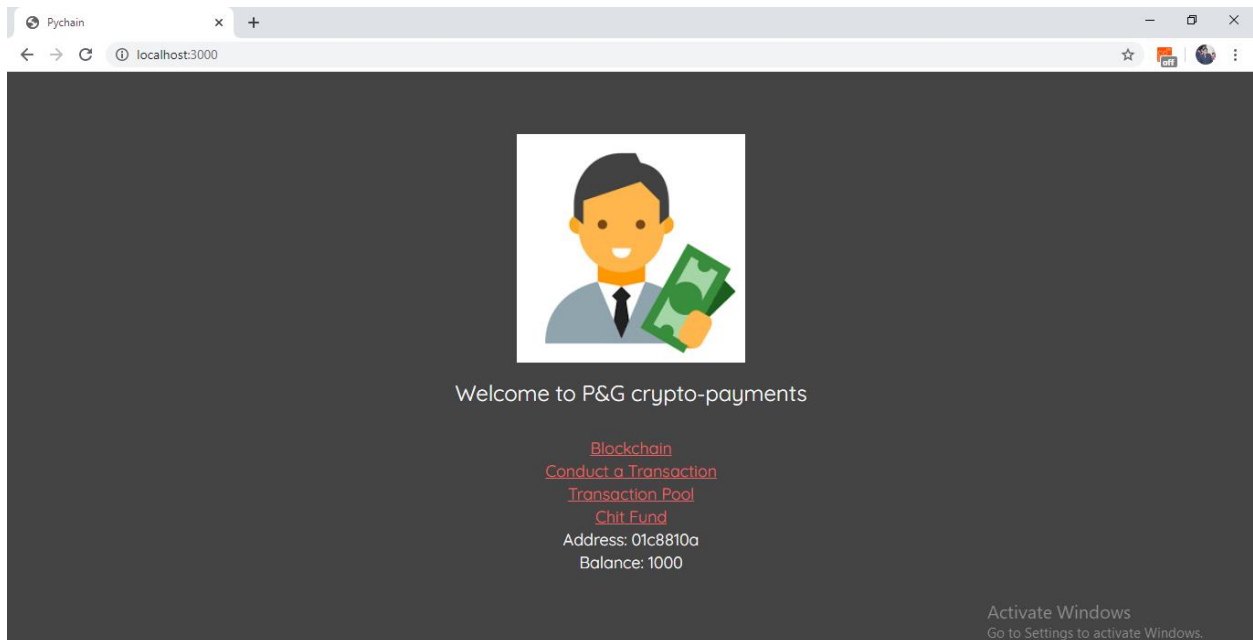 Pychain
localhost:3000
off
Welcome to P&G crypto-payments
Blockchain
Conduct a Transaction
Transaction Pool
Chit Fund
Address: 01c8810a
Balance: 1000
Activate Windows
Go to Settings to activate Windows.